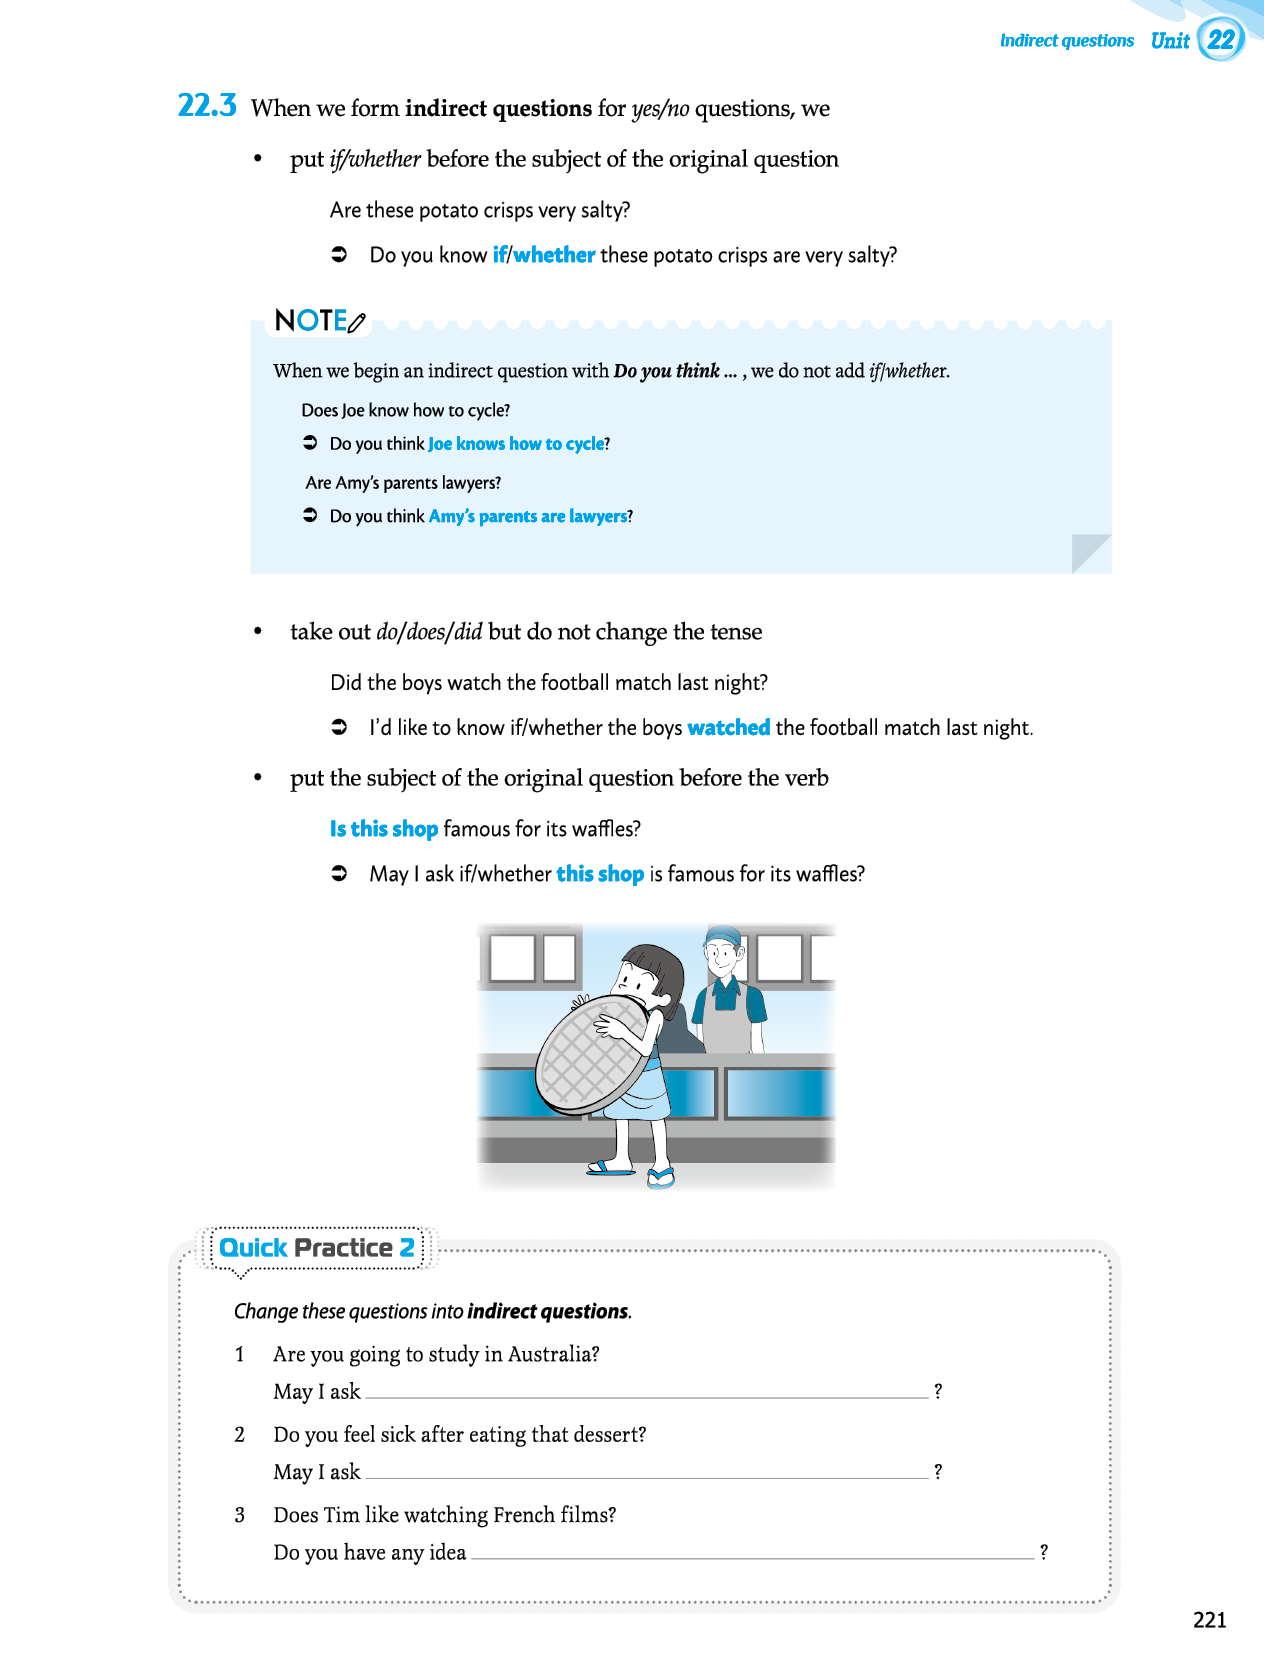 Indirect questions Unit 22
22.3 When we form indirect questions for yes/no questions, we
• put if/whether before the subject of the original question
Are these potato crisps very salty?
➲ Do you know if/whether these potato crisps are very salty?
NOTE
When we begin an indirect question with Do you think ... , we do not add if/whether.
Does Joe know how to cycle?
➲ Do you think Joe knows how to cycle?
Are Amy's parents lawyers?
➲ Do you think Amy's parents are lawyers?
• take out do/does/did but do not change the tense
Did the boys watch the football match last night?
➲ I'd like to know if/whether the boys watched the football match last night.
• put the subject of the original question before the verb
Is this shop famous for its waffles?
➲ May I ask if/whether this shop is famous for its waffles?
Quick Practice 2
Change these questions into indirect questions.
1 Are you going to study in Australia?
May I ask ?
2 Do you feel sick after eating that dessert?
May I ask ?
3 Does Tim like watching French films?
Do you have any idea ?
221